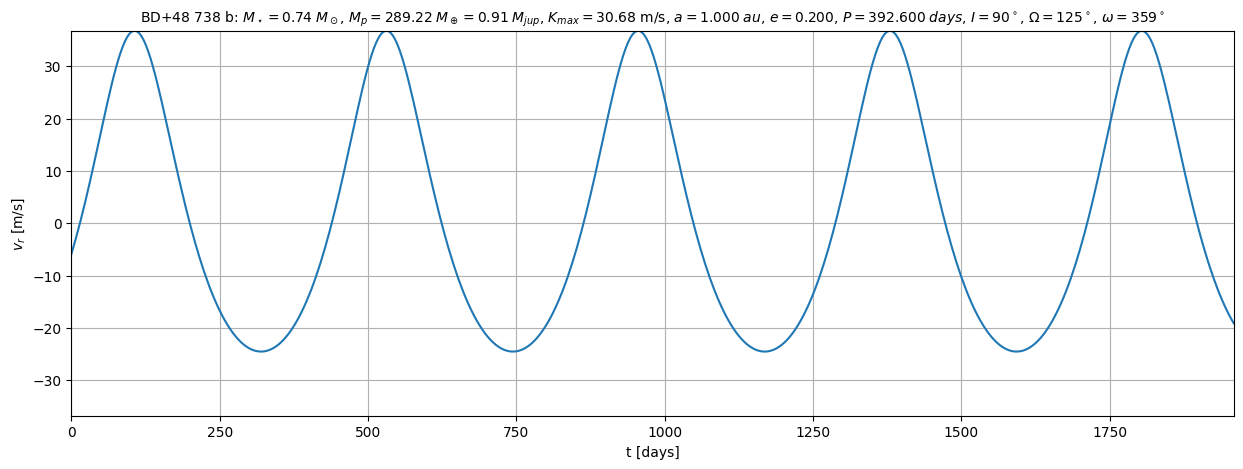 BD+48 738 b: M⋆ = 0.74 M⊙, Mp = 289.22 M⊕ = 0.91 Mjup, Kmax = 30.68 m/s, a = 1.000 au, e = 0.200, P = 392.600 days, I = 90°, Ω = 125°, ω = 359°
30
20
10
0
−10
−20
−30
vr [m/s]
0 250 500 750 1000 1250 1500 1750
t [days]